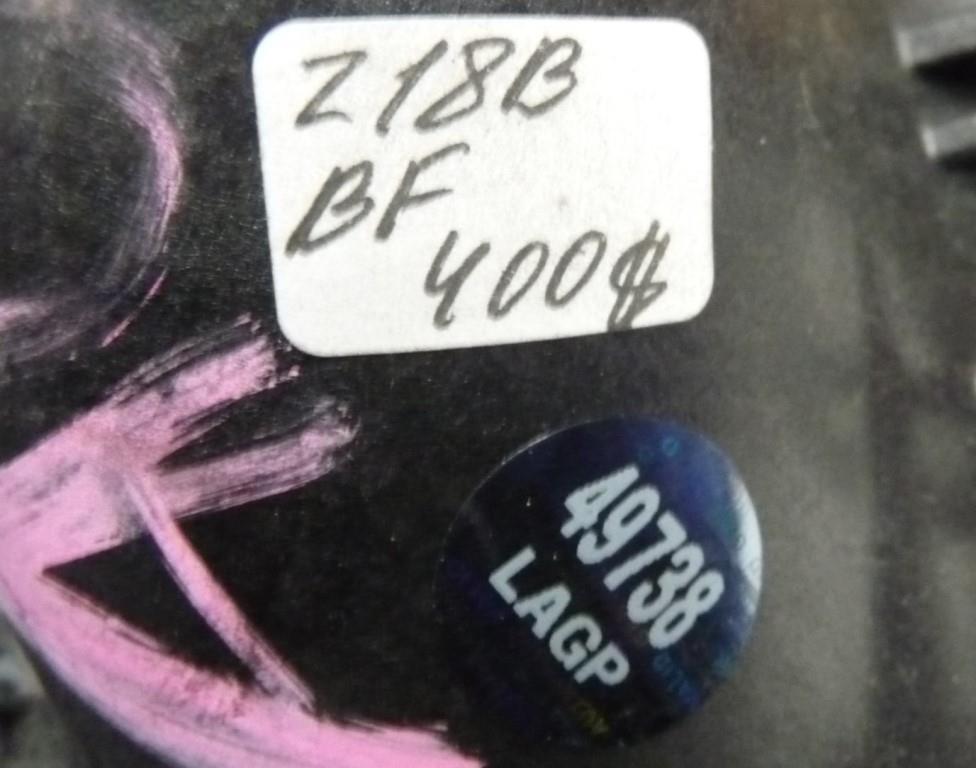 Z18B
BF
400$
49738
LAGP